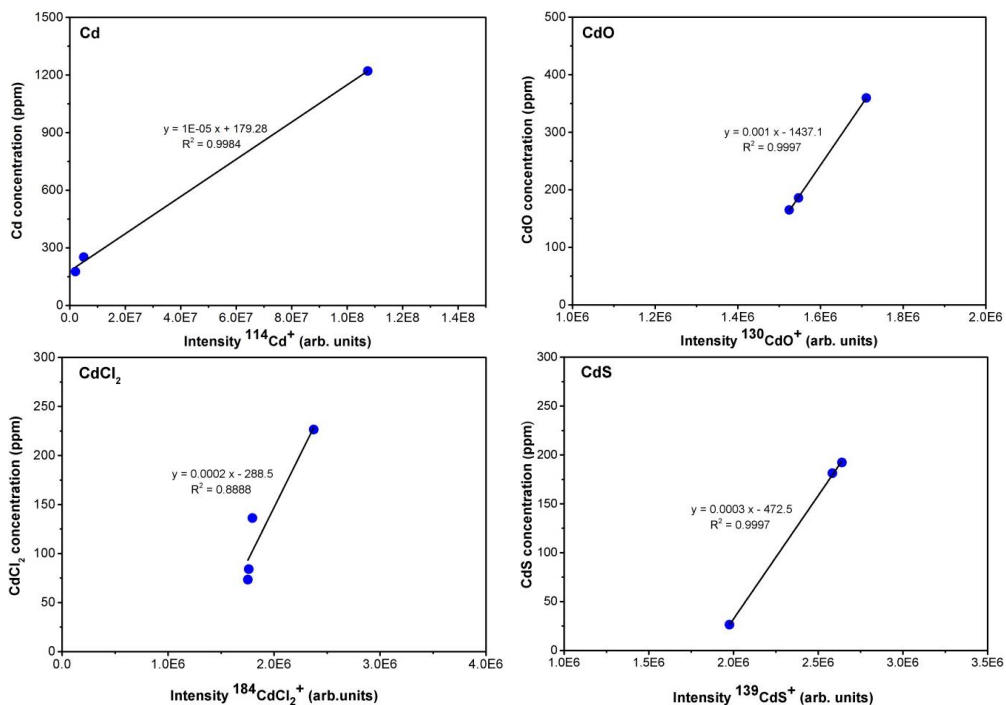 Cd
Cd concentration (ppm)
1500
1200
900
600
300
0
y = 1E-05 x + 179.28
R² = 0.9984
0.0 2.0E7 4.0E7 6.0E7 8.0E7 1.0E8 1.2E8 1.4E8
Intensity ¹¹⁴Cd⁺ (arb. units)
CdO
CdO concentration (ppm)
500
400
300
200
100
0
y = 0.001 x - 1437.1
R² = 0.9997
1.0E6 1.2E6 1.4E6 1.6E6 1.8E6 2.0E6
Intensity ¹³⁰CdO⁺ (arb. units)
CdCl₂
CdCl₂ concentration (ppm)
300
250
200
150
100
50
0
y = 0.0002 x - 288.5
R² = 0.8888
0.0 1.0E6 2.0E6 3.0E6 4.0E6
Intensity ¹⁸⁴CdCl₂⁺ (arb.units)
CdS
CdS concentration (ppm)
300
250
200
150
100
50
0
y = 0.0003 x - 472.5
R² = 0.9997
1.0E6 1.5E6 2.0E6 2.5E6 3.0E6 3.5E6
Intensity ¹³⁹CdS⁺ (arb. units)